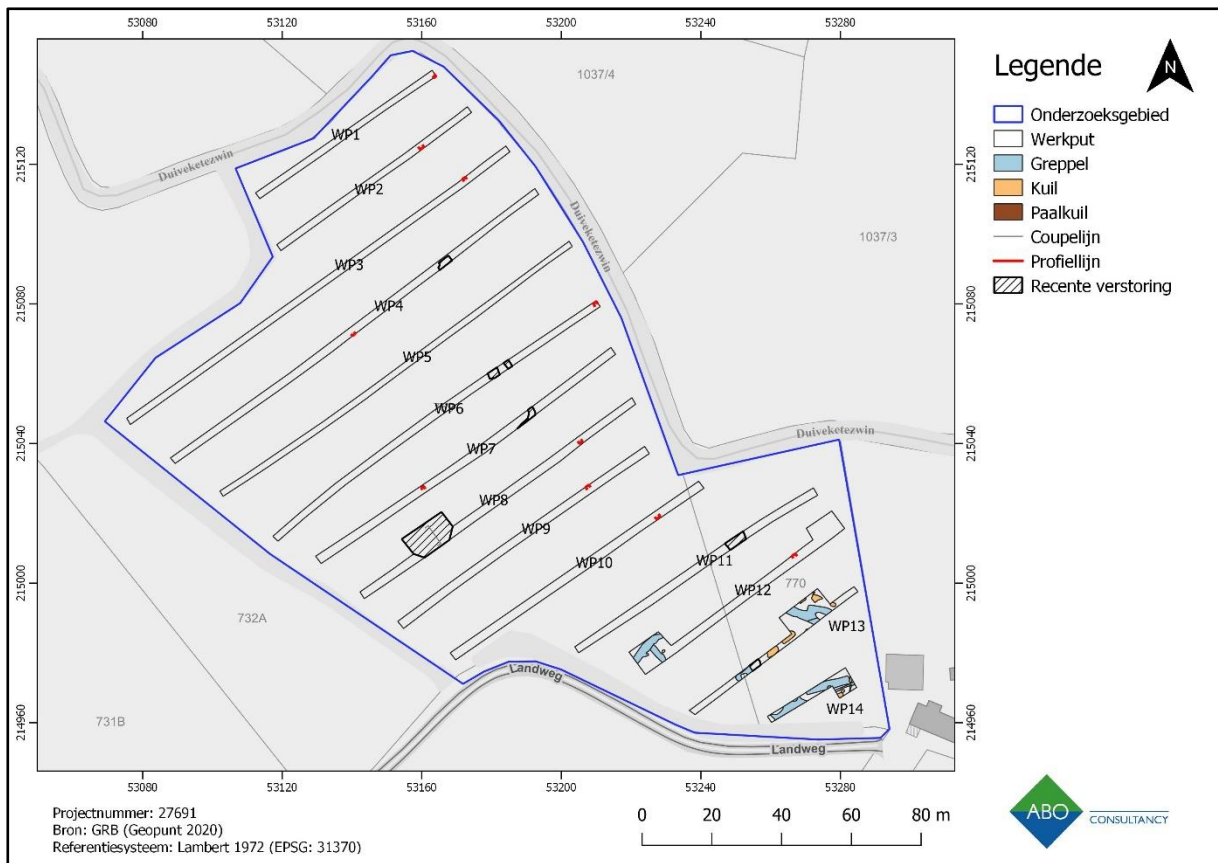 53080 53120 53160 53200 53240 53280
1037/4
Duiveketezwin
WP1
215120 215120
WP2
Duiveketezwin
1037/3
WP3
WP4
215080 215080
WP5
WP6
215040 Duiveketezwin 215040
WP7
WP8
WP9
WP10
WP11
215000 770 215000
WP12
732A
WP13
Landweg
731B
WP14
214960 214960
Landweg
53080 53120 53160 53200 53240 53280
Legende
N
Onderzoeksgebied
Werkput
Greppel
Kuil
Paalkuil
Coupelijn
Profiellijn
Recente verstoring
Projectnummer: 27691
Bron: GRB (Geopunt 2020)
Referentiesysteem: Lambert 1972 (EPSG: 31370)
0 20 40 60 80 m
ABO CONSULTANCY